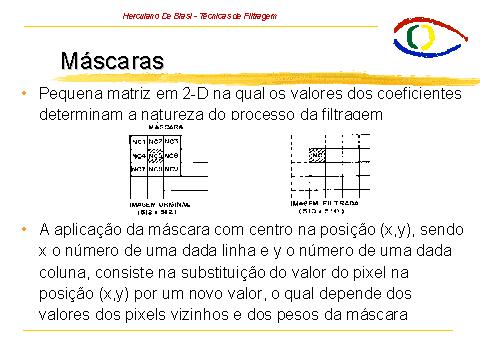 Herculano De Biasi - Técnicas de Filtragem
Máscaras
• Pequena matriz em 2-D na qual os valores dos coeficientes
determinam a natureza do processo da filtragem
MÁSCARA
NC1 NC2 NC3
NC4 NC5 NC6
NC7 NC8 NC9
NC5
IMAGEM ORIGINAL
IMAGEM FILTRADA
(512 x 512)
• A aplicação da máscara com centro na posição (x,y), sendo
x o número de uma dada linha e y o número de uma dada
coluna, consiste na substituição do valor do pixel na
posição (x,y) por um novo valor, o qual depende dos
valores dos pixels vizinhos e dos pesos da máscara